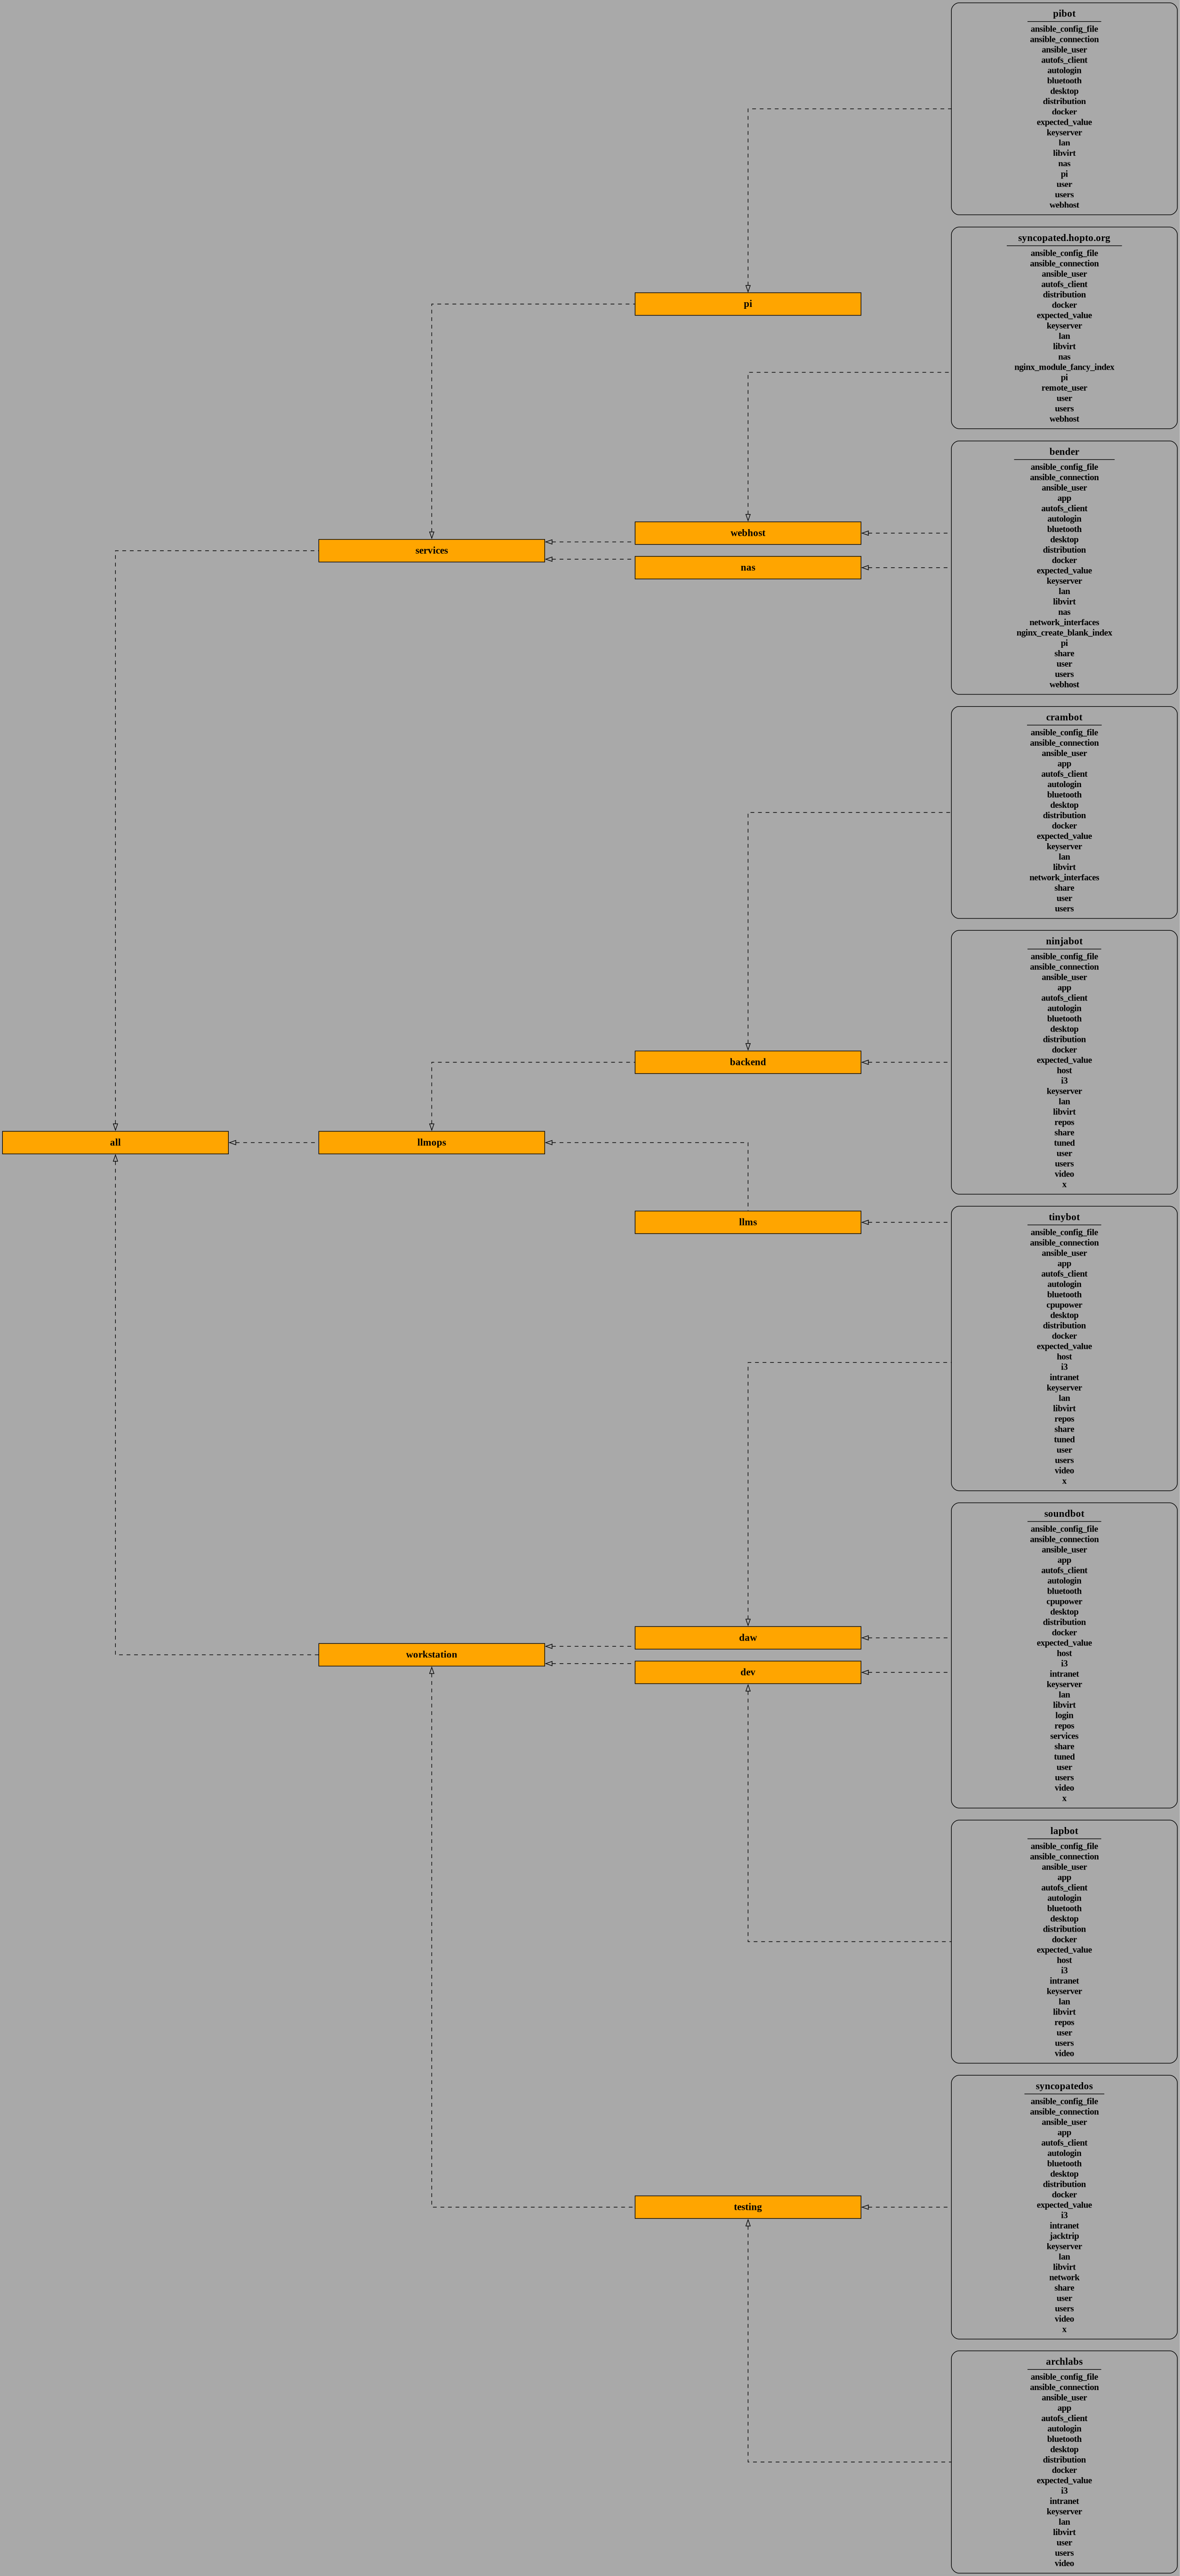 all
services
llmops
workstation
pi
webhost
nas
backend
llms
daw
dev
testing
pibot
ansible_config_file
ansible_connection
ansible_user
autofs_client
autologin
bluetooth
desktop
distribution
docker
expected_value
keyserver
lan
libvirt
nas
pi
user
users
webhost
syncopated.hopto.org
ansible_config_file
ansible_connection
ansible_user
autofs_client
distribution
docker
expected_value
keyserver
lan
libvirt
nas
nginx_module_fancy_index
pi
remote_user
user
users
webhost
bender
ansible_config_file
ansible_connection
ansible_user
app
autofs_client
autologin
bluetooth
desktop
distribution
docker
expected_value
keyserver
lan
libvirt
nas
network_interfaces
nginx_create_blank_index
pi
share
user
users
webhost
crambot
ansible_config_file
ansible_connection
ansible_user
app
autofs_client
autologin
bluetooth
desktop
distribution
docker
expected_value
keyserver
lan
libvirt
network_interfaces
share
user
users
ninjabot
ansible_config_file
ansible_connection
ansible_user
app
autofs_client
autologin
bluetooth
desktop
distribution
docker
expected_value
host
i3
keyserver
lan
libvirt
repos
share
tuned
user
users
video
x
tinybot
ansible_config_file
ansible_connection
ansible_user
app
autofs_client
autologin
bluetooth
cpupower
desktop
distribution
docker
expected_value
host
i3
intranet
keyserver
lan
libvirt
repos
share
tuned
user
users
video
x
soundbot
ansible_config_file
ansible_connection
ansible_user
app
autofs_client
autologin
bluetooth
cpupower
desktop
distribution
docker
expected_value
host
i3
intranet
keyserver
lan
libvirt
login
repos
services
share
tuned
user
users
video
x
lapbot
ansible_config_file
ansible_connection
ansible_user
app
autofs_client
autologin
bluetooth
desktop
distribution
docker
expected_value
host
i3
intranet
keyserver
lan
libvirt
repos
user
users
video
syncopatedos
ansible_config_file
ansible_connection
ansible_user
app
autofs_client
autologin
bluetooth
desktop
distribution
docker
expected_value
i3
intranet
jacktrip
keyserver
lan
libvirt
network
share
user
users
video
x
archlabs
ansible_config_file
ansible_connection
ansible_user
app
autofs_client
autologin
bluetooth
desktop
distribution
docker
expected_value
i3
intranet
keyserver
lan
libvirt
user
users
video